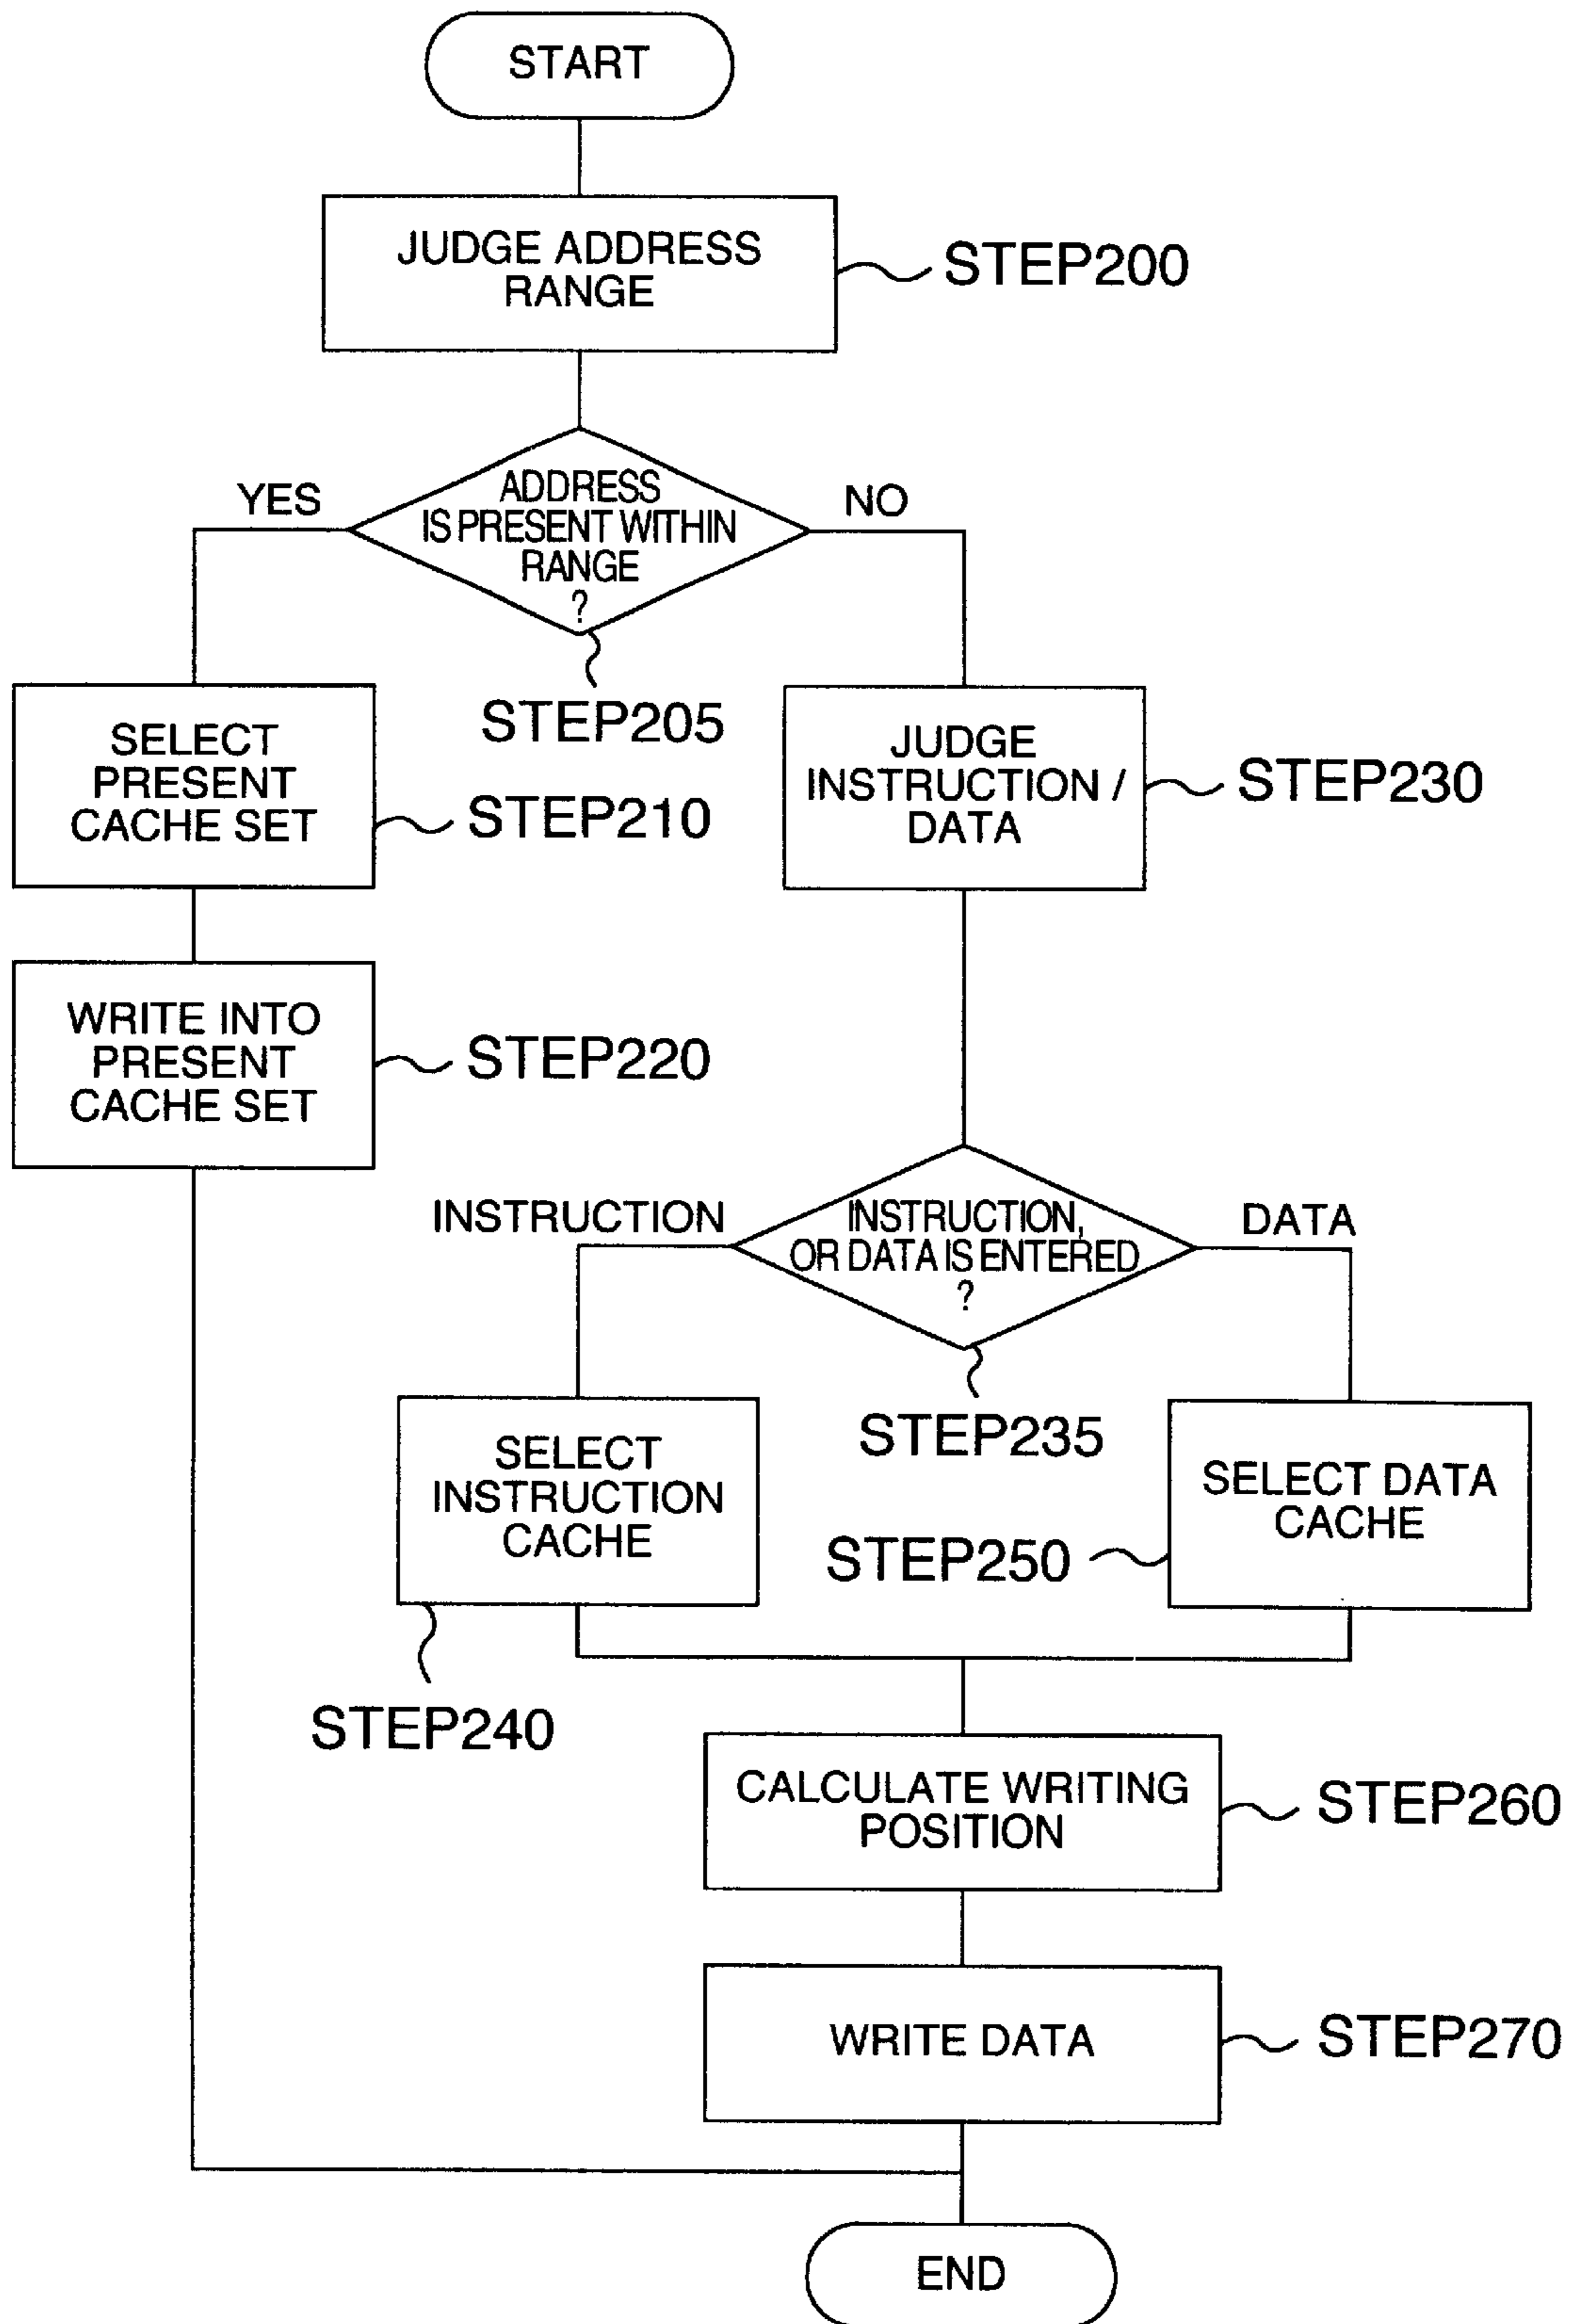 START
JUDGE ADDRESS
RANGE
STEP200
ADDRESS
IS PRESENT WITHIN
RANGE
?
YES
NO
STEP205
SELECT
PRESENT
CACHE SET
STEP210
JUDGE
INSTRUCTION /
DATA
STEP230
WRITE INTO
PRESENT
CACHE SET
STEP220
INSTRUCTION
INSTRUCTION,
OR DATA IS ENTERED
?
DATA
STEP235
SELECT
INSTRUCTION
CACHE
STEP240
SELECT DATA
CACHE
STEP250
CALCULATE WRITING
POSITION
STEP260
WRITE DATA
STEP270
END